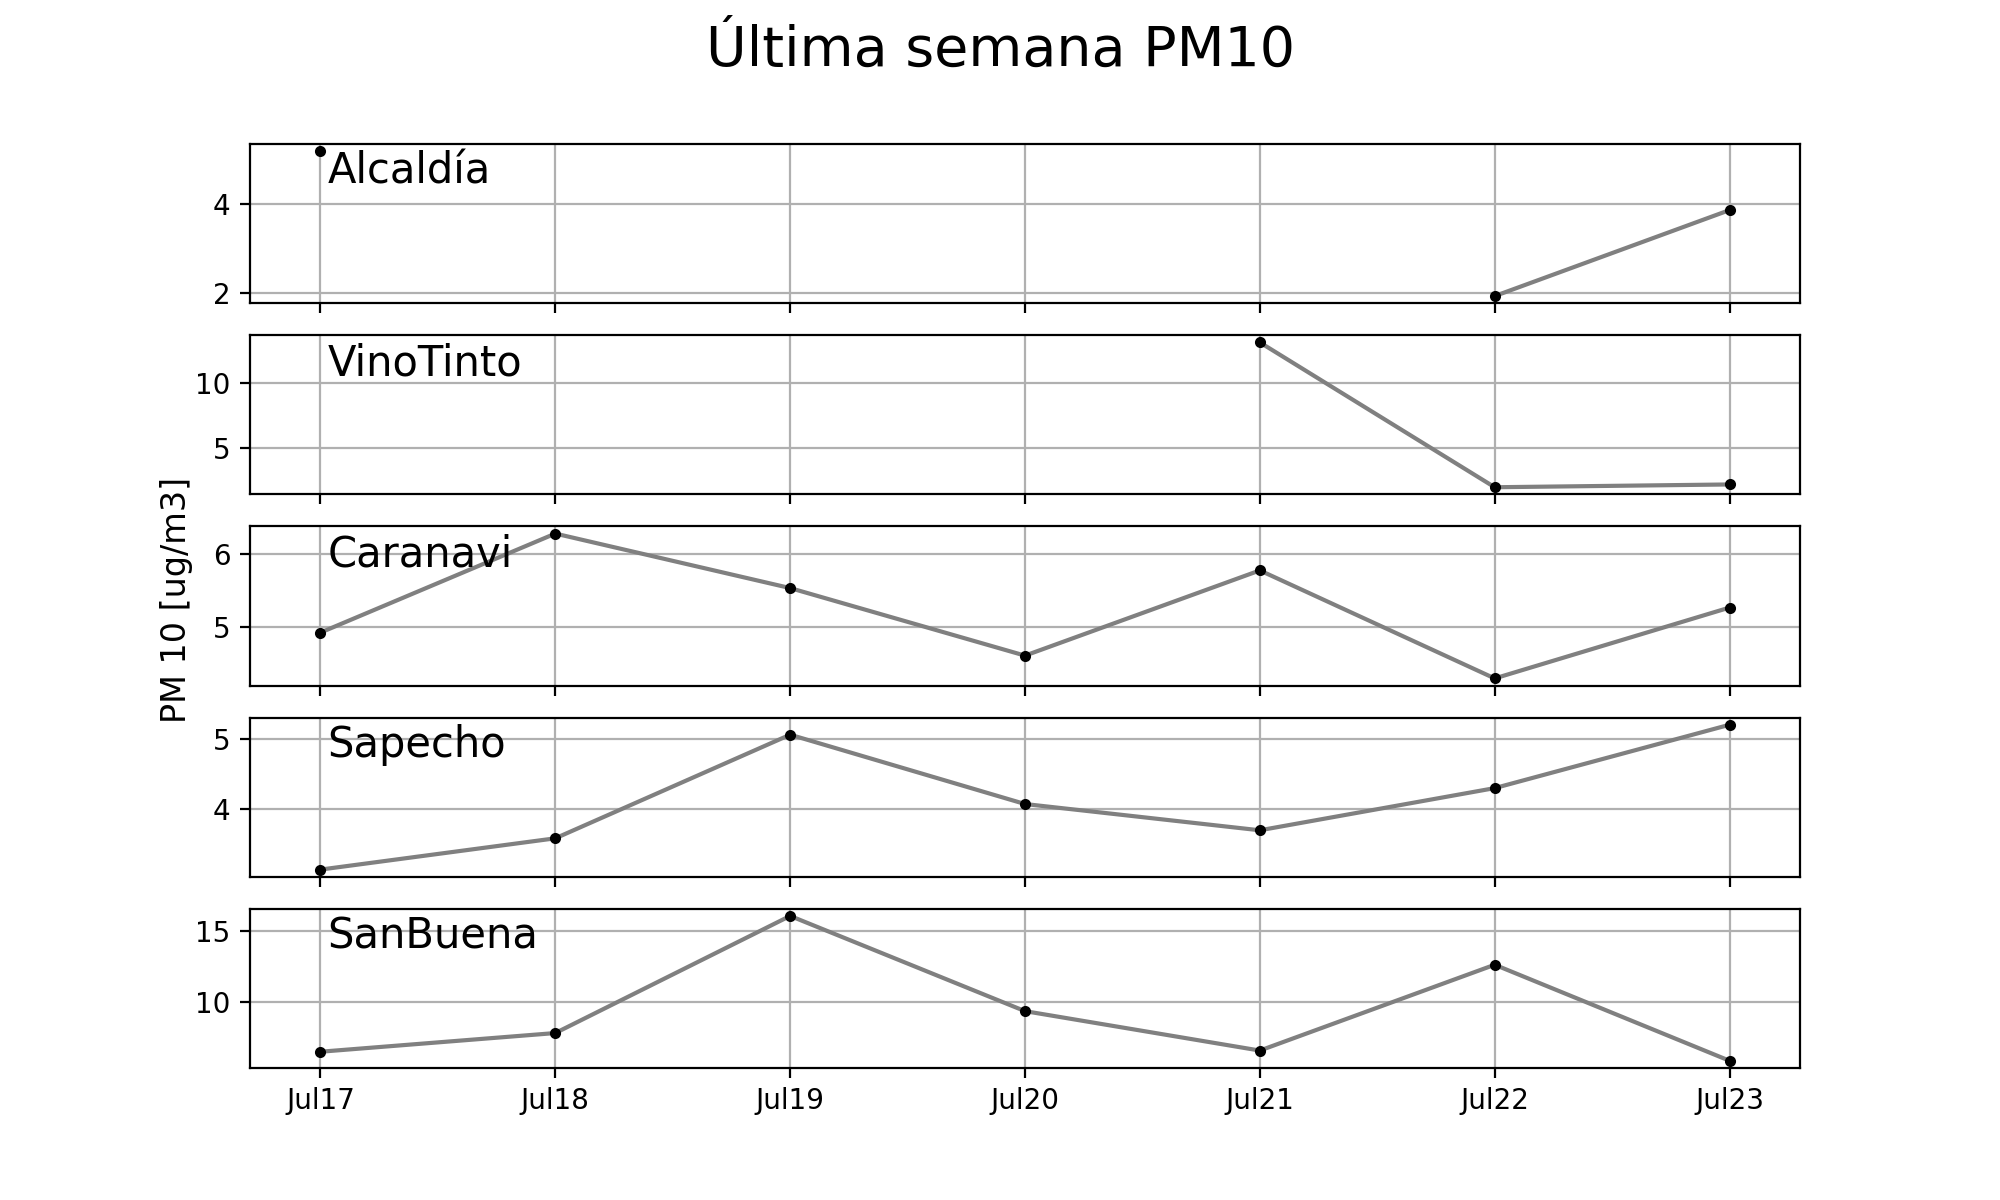 Última semana PM10
Alcaldía
4
2
VinoTinto
10
5
PM 10 [ug/m3]
Caranavi
6
5
Sapecho
5
4
SanBuena
15
10
Jul17 Jul18 Jul19 Jul20 Jul21 Jul22 Jul23